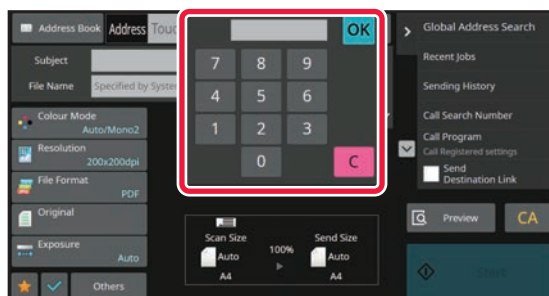 Address Book
Address
Touc
OK
Global Address Search
Subject
Recent Jobs
7 8 9
File Name
Specified by Syste
Sending History
4 5 6
Colour Mode
Auto/Mono2
Call Search Number
1 2 3
Call Program
Call Registered settings
Resolution
200x200dpi
0
C
Send
Destination Link
File Format
PDF
Original
Preview
CA
Scan Size
Send Size
100%
Exposure
Auto
Auto
Auto
A4
A4
Others
Start